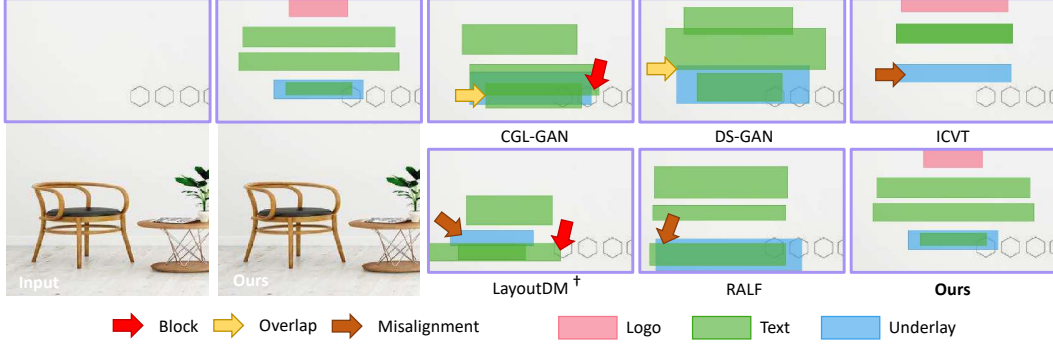 CGL-GAN
DS-GAN
ICVT
Input
Ours
LayoutDM †
RALF
Ours
Block
Overlap
Misalignment
Logo
Text
Underlay